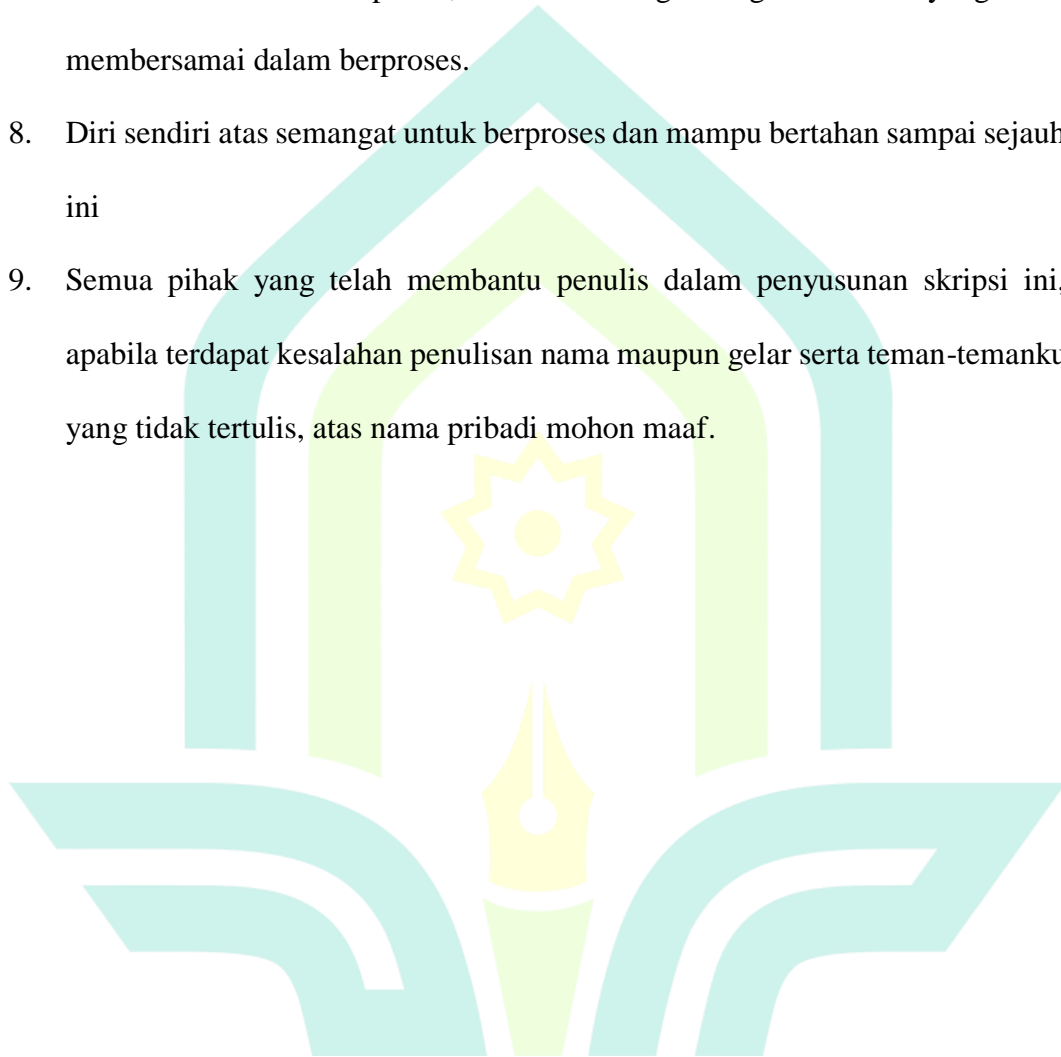 membersamai dalam berproses.
8. Diri sendiri atas semangat untuk berproses dan mampu bertahan sampai sejauh
ini
9. Semua pihak yang telah membantu penulis dalam penyusunan skripsi ini,
apabila terdapat kesalahan penulisan nama maupun gelar serta teman-temanku
yang tidak tertulis, atas nama pribadi mohon maaf.